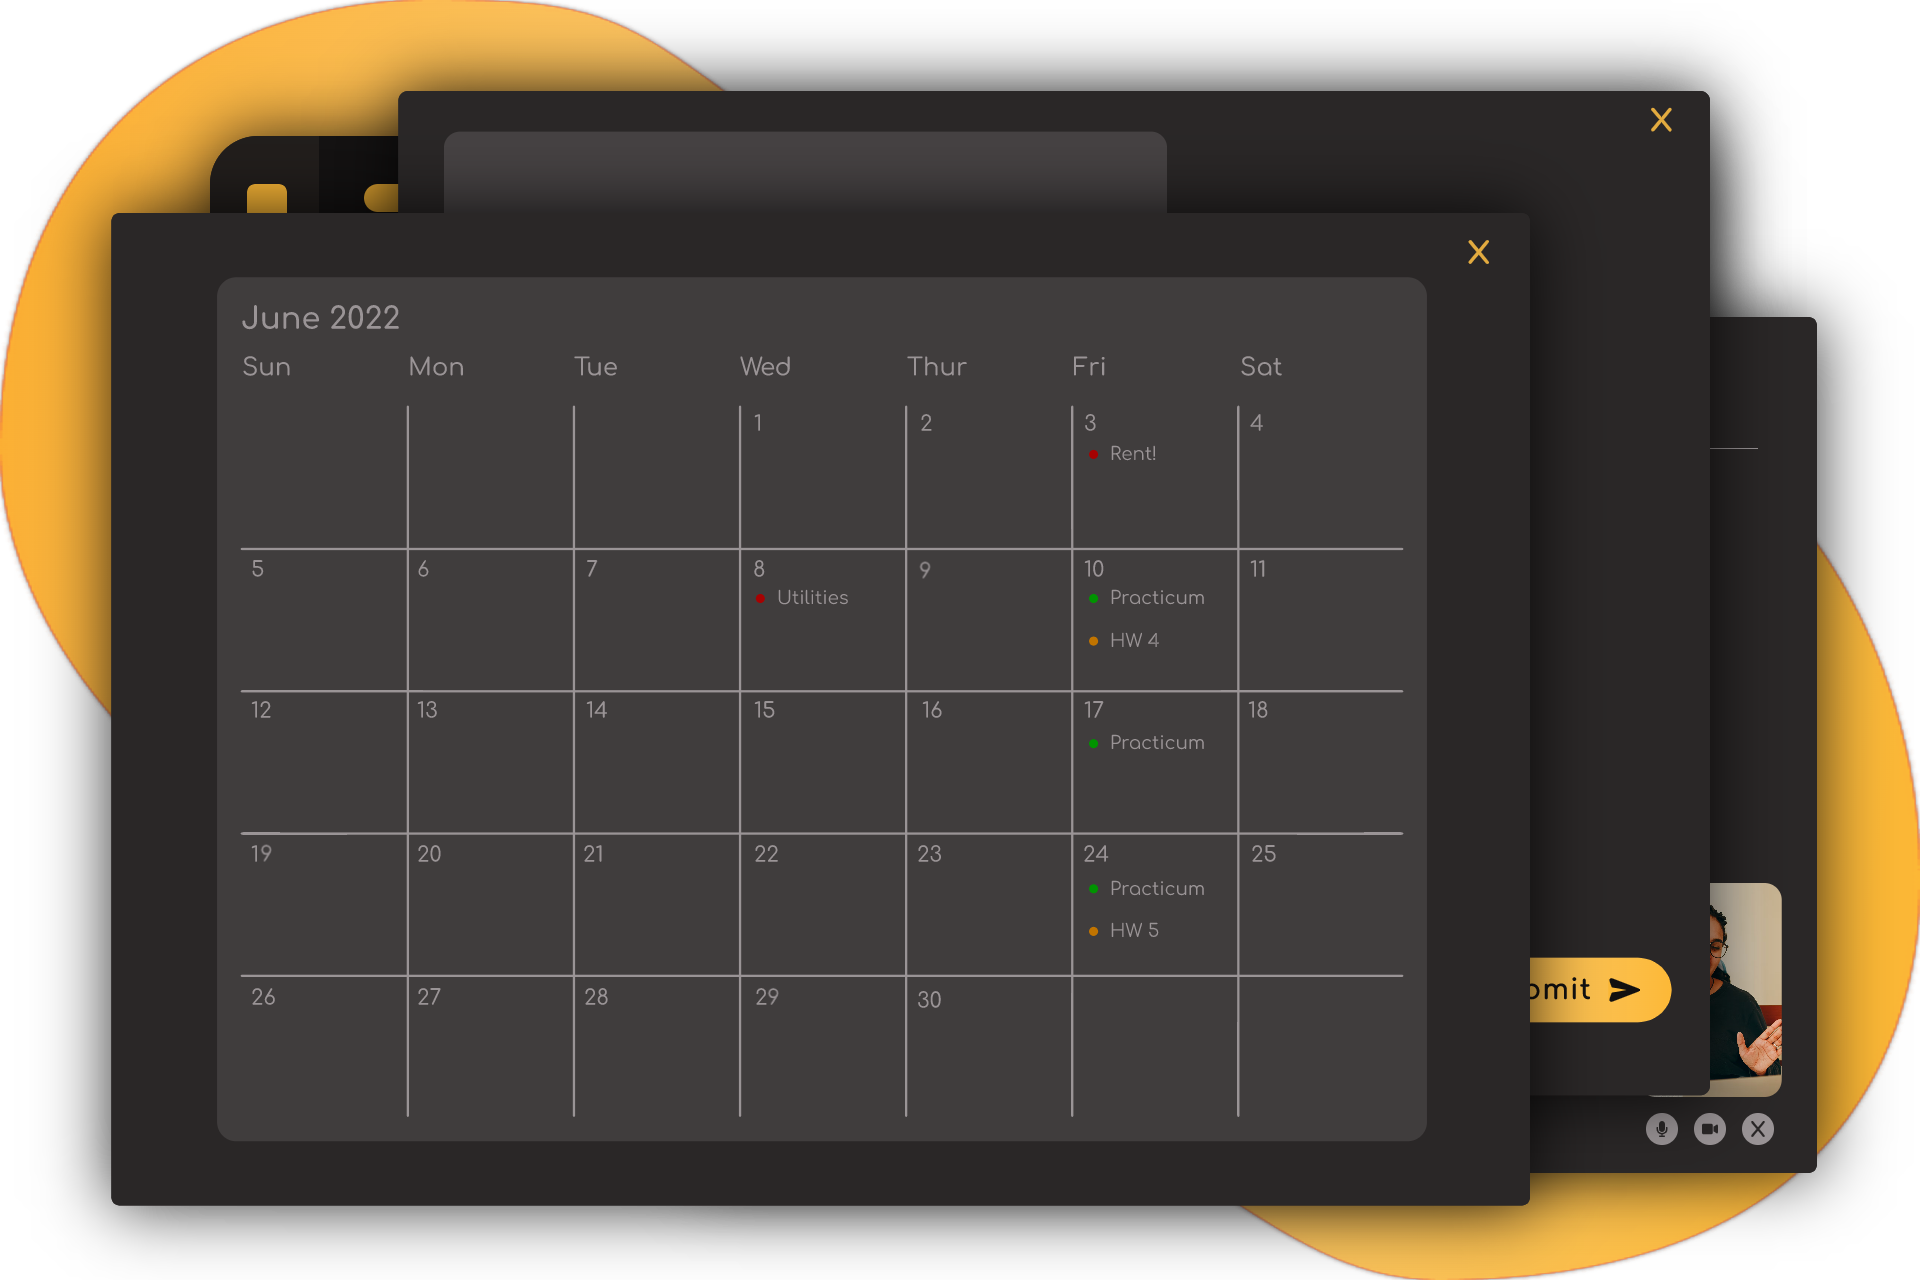 X
X
June 2022
Sun Mon Tue Wed Thur Fri Sat
1 2 3 4
Rent!
5 6 7 8 9 10 11
Utilities Practicum
HW 4
12 13 14 15 16 17 18
Practicum
19 20 21 22 23 24 25
Practicum
HW 5
omit
26 27 28 29 30
X